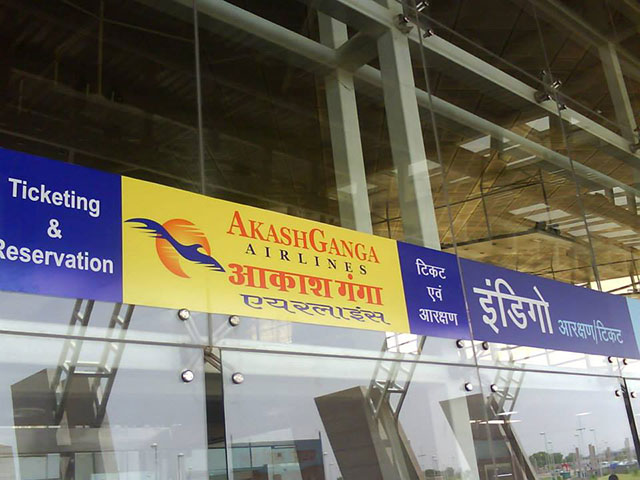 Ticketing
&
Reservation
AKASHGANGA
AIRLINES
आकाश गंगा
एयरलाइंस
टिकट
एवं
आरक्षण
इंडिगो आरक्षण/टिकट